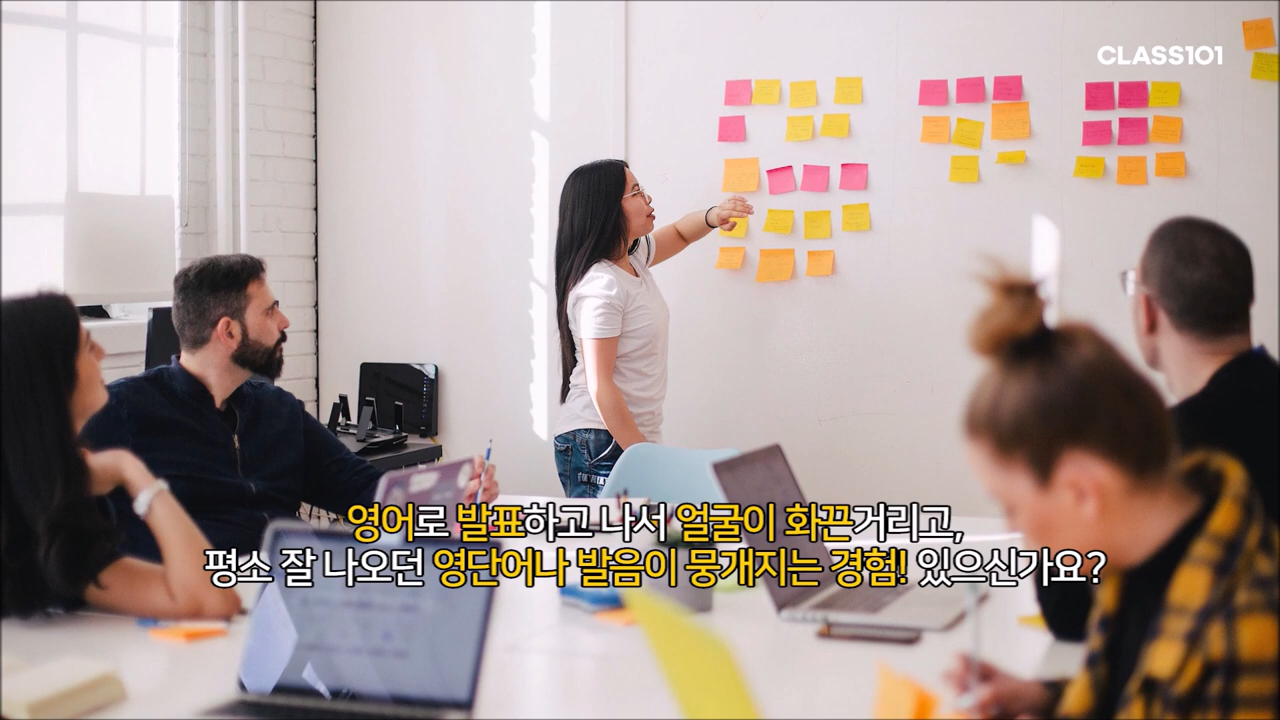 CLASS101
영어로 발표하고 나서 얼굴이 화끈거리고,
평소 잘 나오던 영단어나 발음이 뭉개지는 경험! 있으신가요?